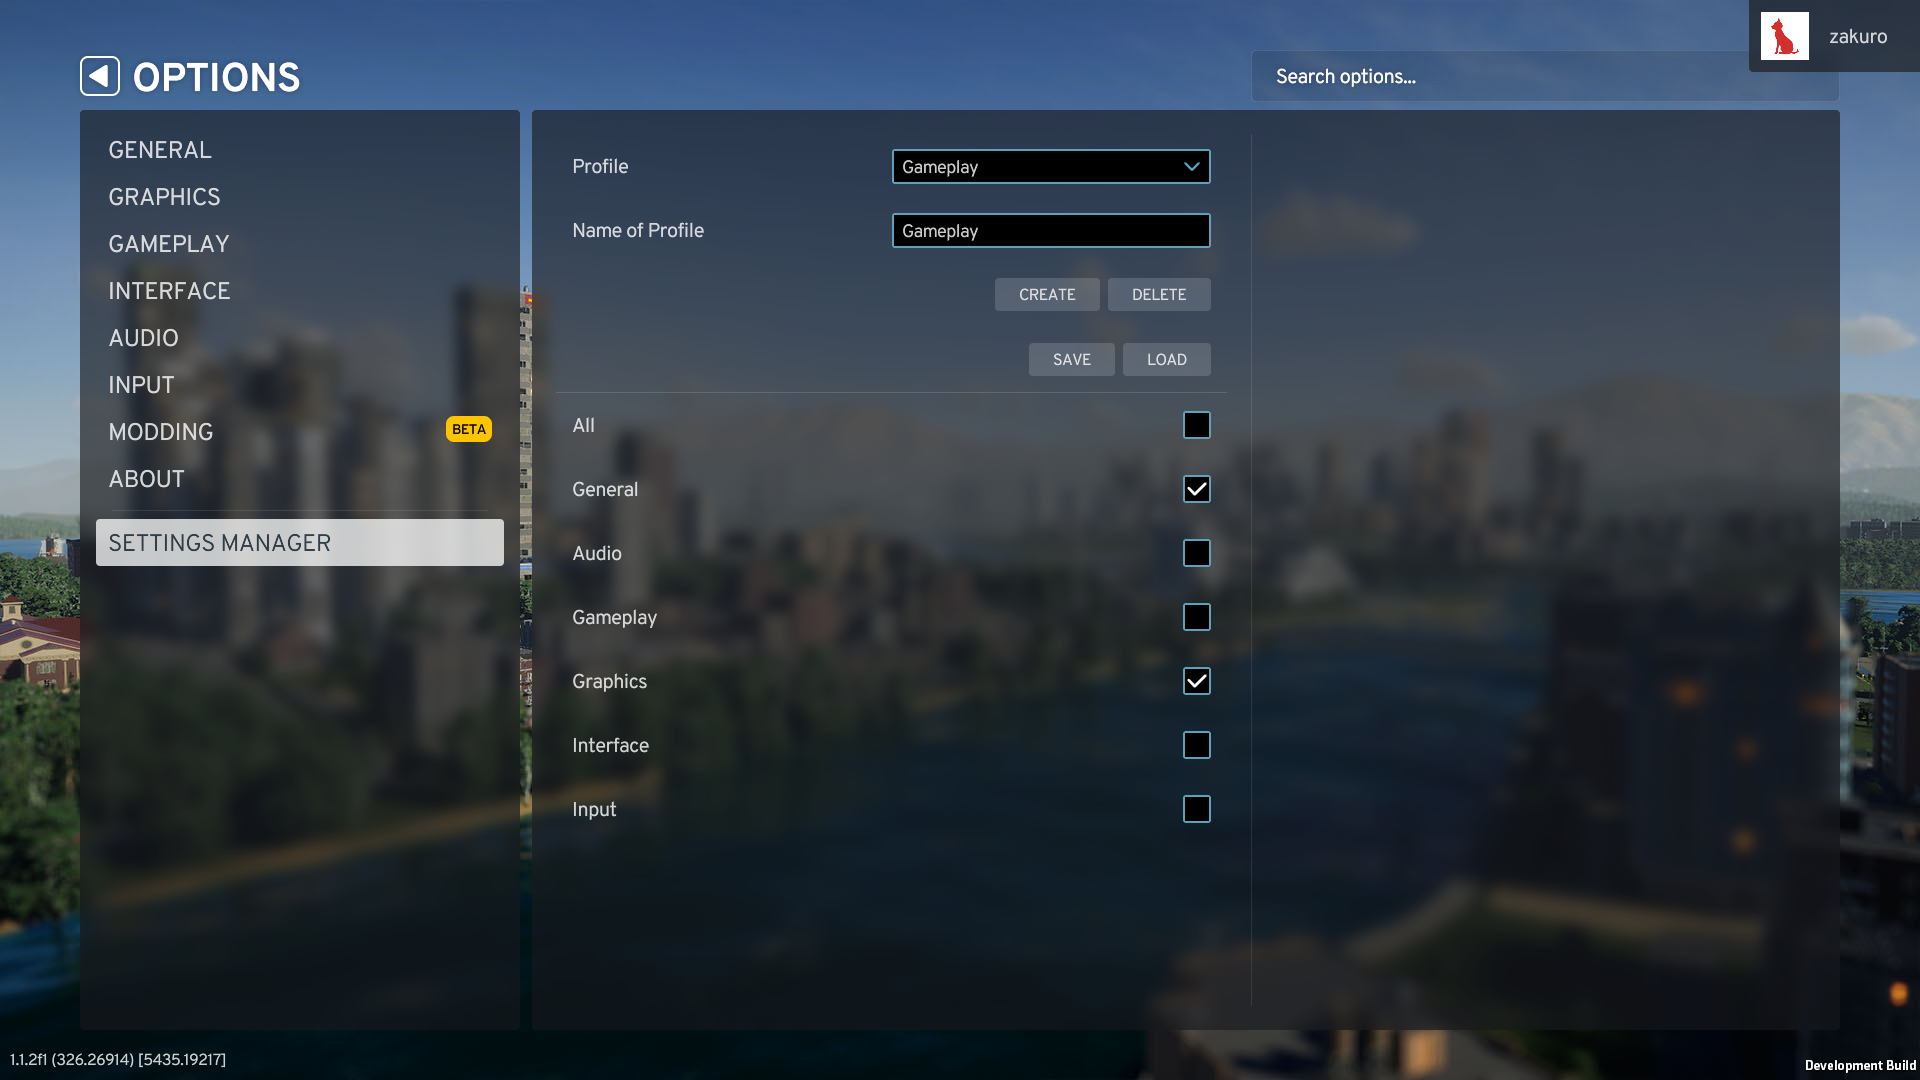 zakuro
OPTIONS
Search options...
GENERAL
GRAPHICS
GAMEPLAY
INTERFACE
AUDIO
INPUT
MODDING BETA
ABOUT
SETTINGS MANAGER
Profile Gameplay
Name of Profile Gameplay
CREATE DELETE
SAVE LOAD
All
General
Audio
Gameplay
Graphics
Interface
Input
1.1.2f1 (326.26914) [5435.19217]
Development Build